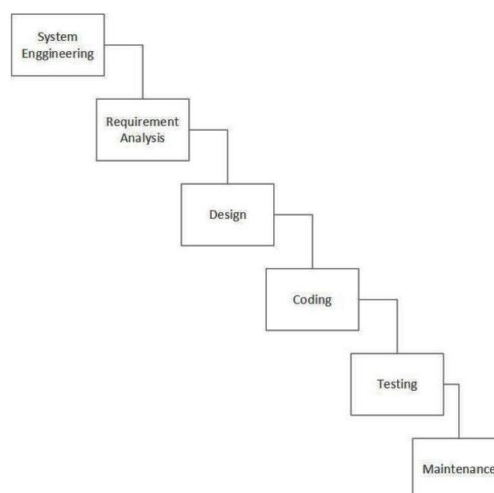 System
Enggineering
Requirement
Analysis
Design
Coding
Testing
Maintenance